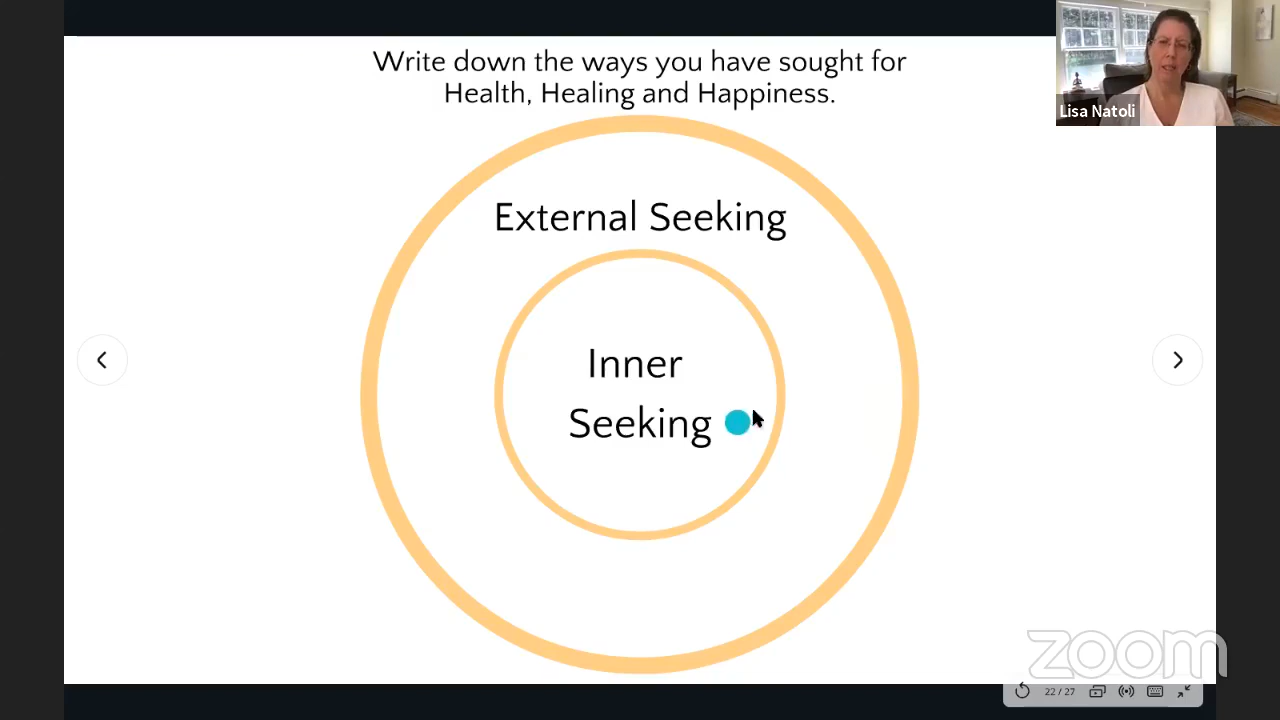 Write down the ways you have sought for
Health, Healing and Happiness.
Lisa Natoli
External Seeking
Inner
Seeking
zoom
22 / 27